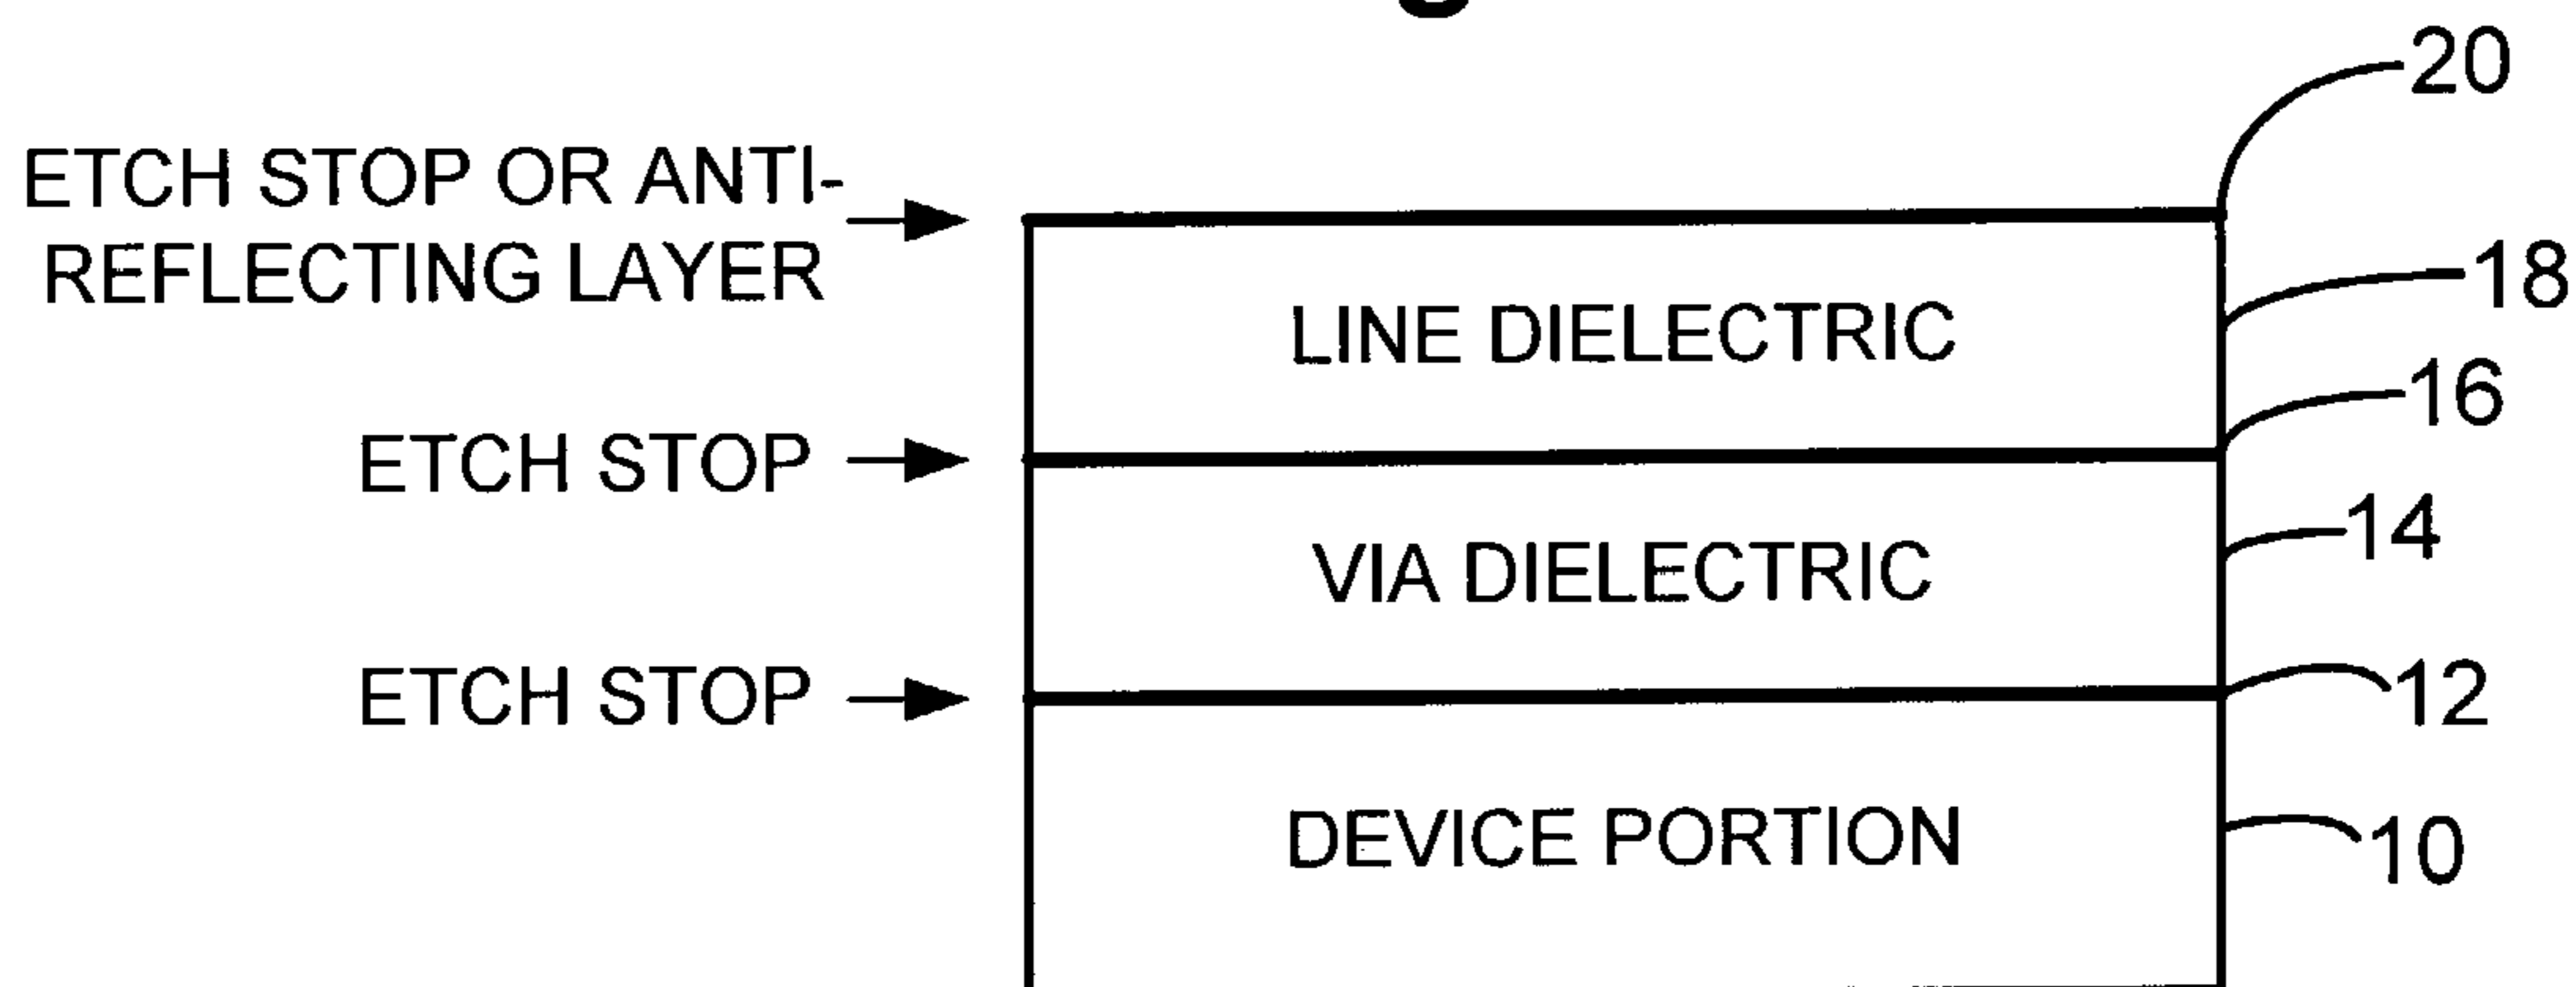 20
ETCH STOP OR ANTI-
REFLECTING LAYER
18
LINE DIELECTRIC
16
ETCH STOP
14
VIA DIELECTRIC
12
ETCH STOP
10
DEVICE PORTION